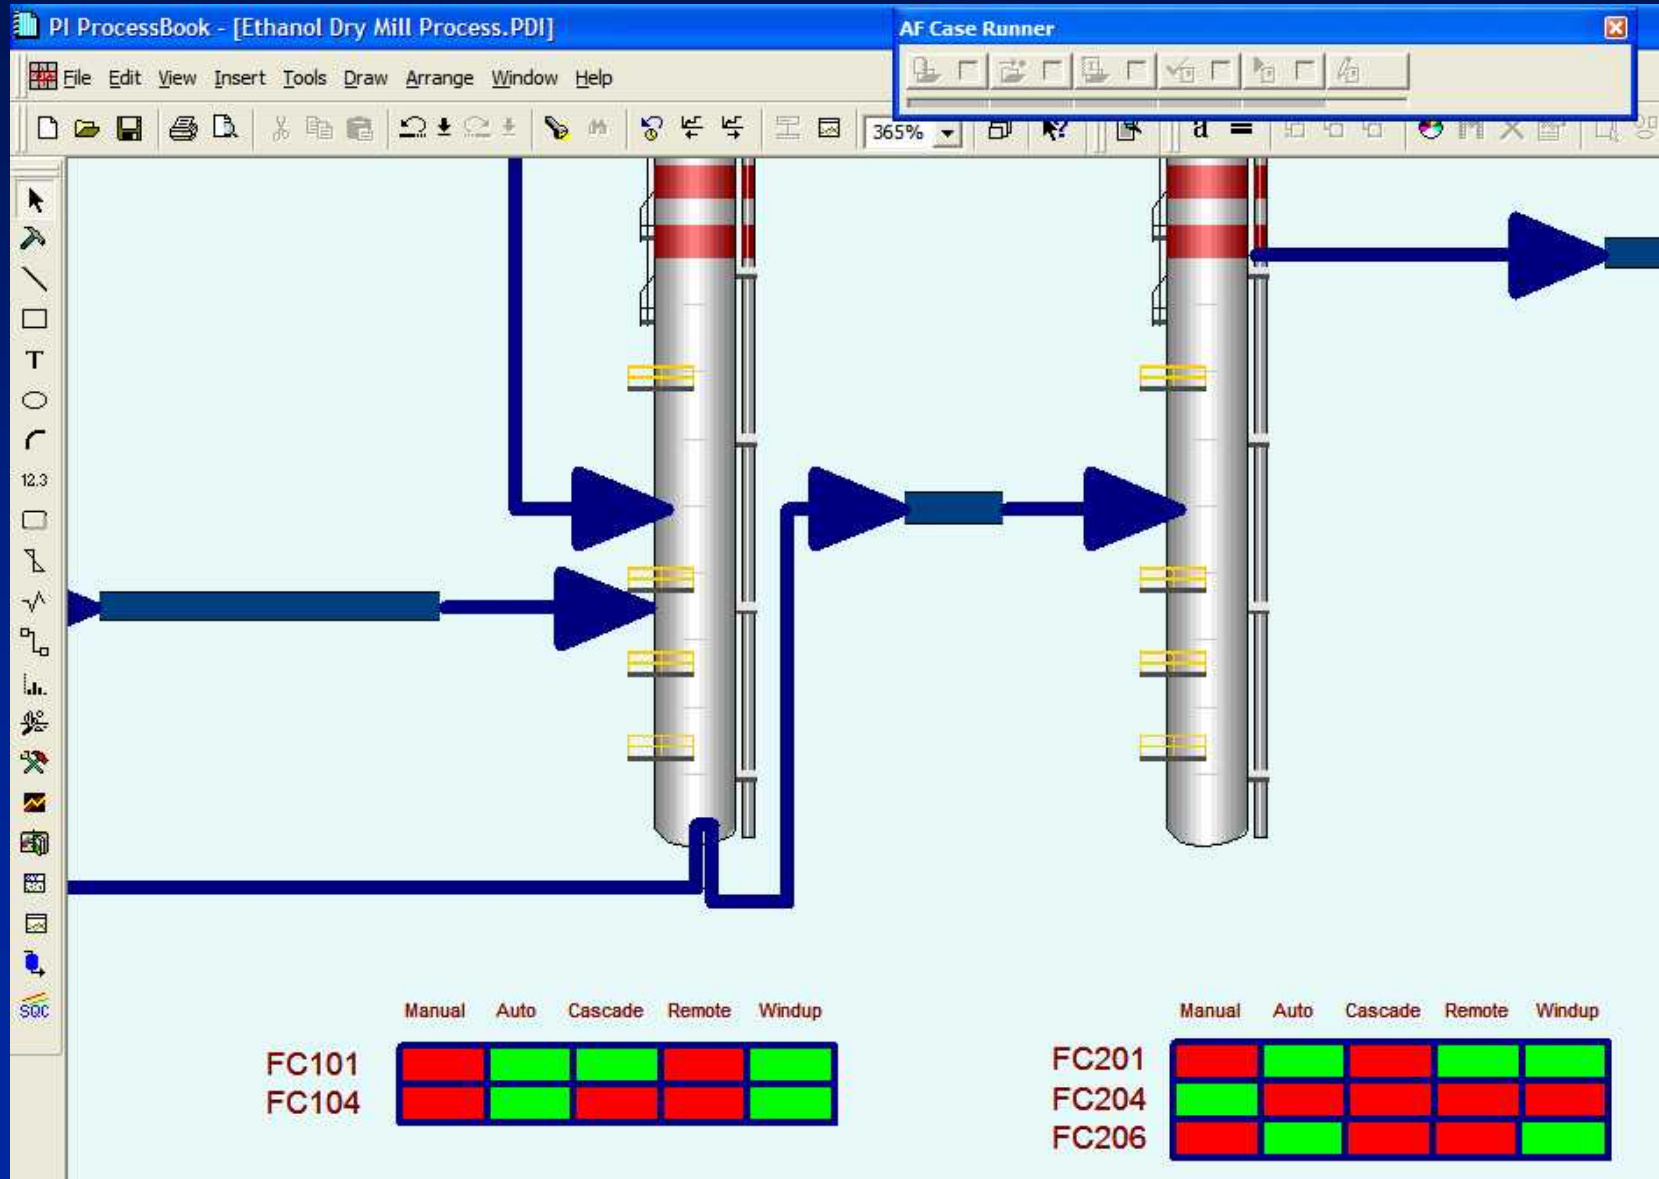 PI ProcessBook - [Ethanol Dry Mill Process.PDI]
AF Case Runner
File Edit View Insert Tools Draw Arrange Window Help
365%
a =
T
12.3
SQC
Manual Auto Cascade Remote Windup
FC101
FC104
Manual Auto Cascade Remote Windup
FC201
FC204
FC206